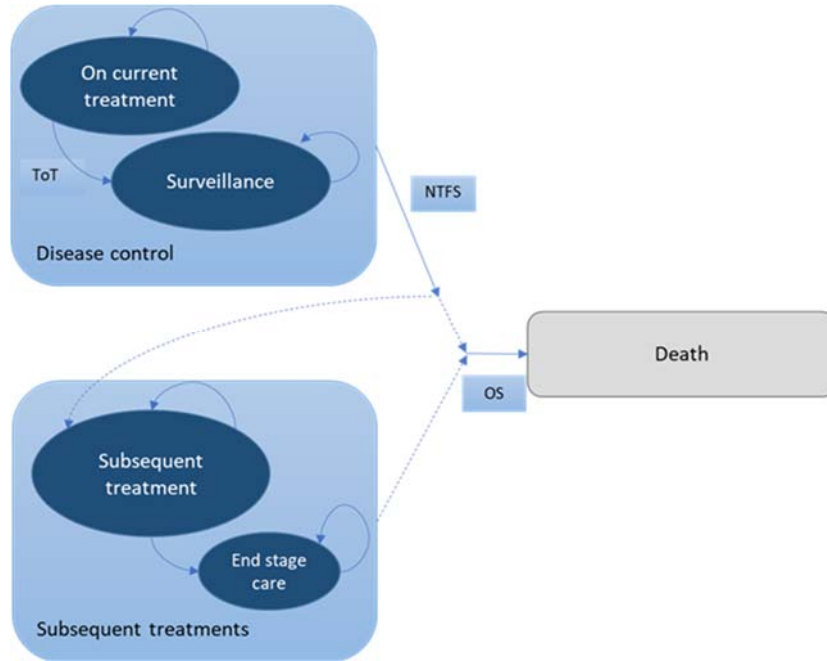 On current
treatment
ToT
Surveillance
Disease control
NTFS
Death
OS
Subsequent
treatment
End stage
care
Subsequent treatments